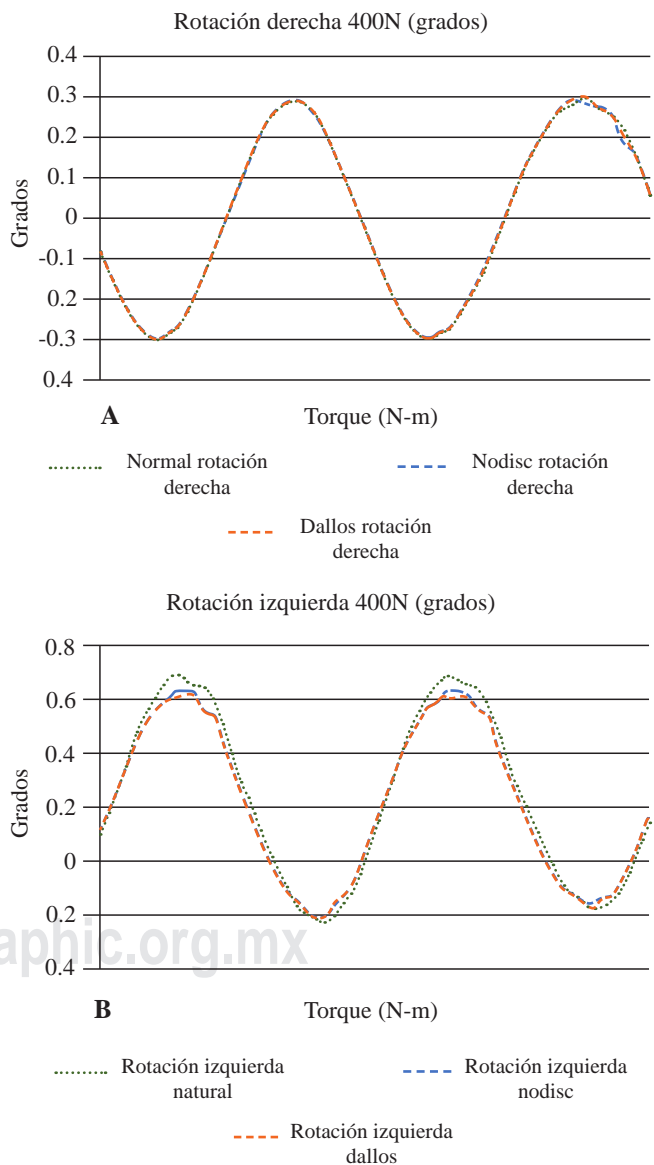 Rotación derecha 400N (grados)
0.4
0.3
0.2
0.1
0
-0.1
0.2
-0.3
0.4
Grados
A
Torque (N-m)
Normal rotación
derecha
Nodisc rotación
derecha
Dallos rotación
derecha
Rotación izquierda 400N (grados)
0.8
0.6
0.4
0.2
0
0.2
0.4
Grados
aphic.org.mx
B
Torque (N-m)
Rotación izquierda
natural
Rotación izquierda
nodisc
Rotación izquierda
dallos